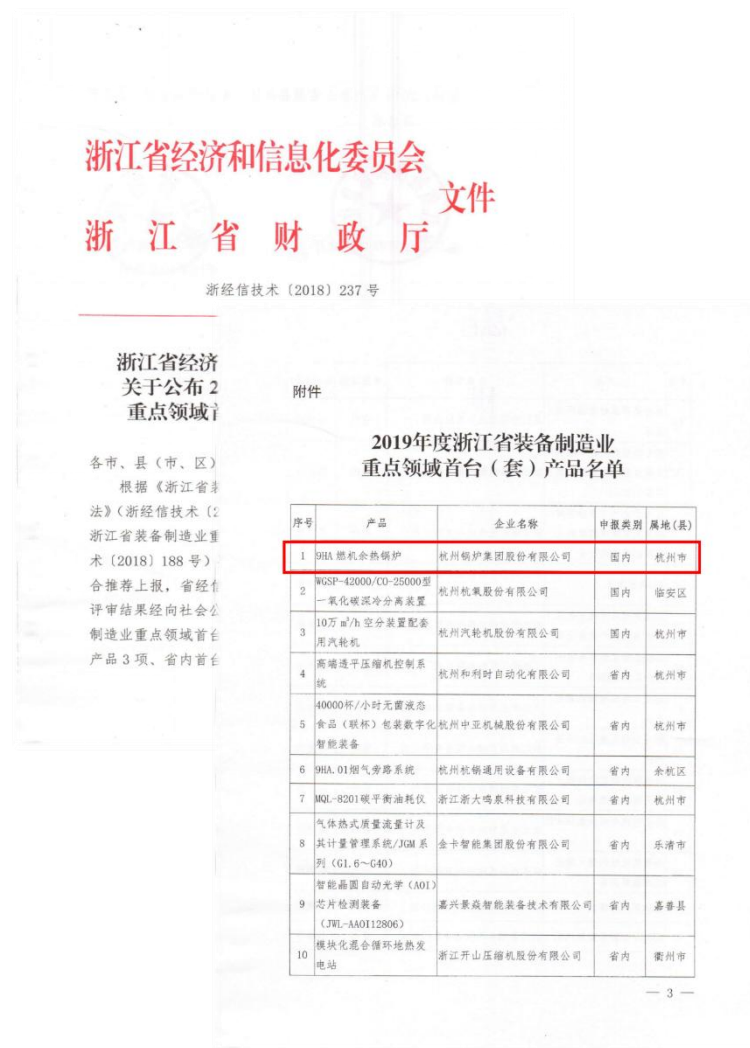 浙江省经济和信息化委员会
文件
浙江省财政厅
浙经信技术〔2018〕237 号
浙江省经济
关于公布 2
重点领域首
各市、县（市、区）
根据《浙江省装
法》（浙经信技术〔2
浙江省装备制造业重
术〔2018〕188 号）
合推荐上报，省经信
评审结果经向社会公
制造业重点领域首台
产品 3 项、省内首台
附件
2019年度浙江省装备制造业
重点领域首台（套）产品名单
序号 产品 企业名称 申报类别 属地(县)
1 9HA 燃机余热锅炉 杭州锅炉集团股份有限公司 国内 杭州市
2 WGSP-42000/CO-25000型
一氧化碳深冷分离装置 杭州杭氧股份有限公司 国内 临安区
3 10万 m³/h 空分装置配套
用汽轮机 杭州汽轮机股份有限公司 国内 杭州市
4 高端透平压缩机控制系
统 杭州和利时自动化有限公司 省内 杭州市
40000杯/小时无菌液态
5 食品（联杯）包装数字化 杭州中亚机械股份有限公司 省内 杭州市
智能装备
6 9HA.01烟气旁路系统 杭州杭锅通用设备有限公司 省内 余杭区
7 MQL-8201碳平衡油耗仪 浙江浙大鸣泉科技有限公司 省内 杭州市
气体热式质量流量计及
8 其计量管理系统/JGM 系 金卡智能集团股份有限公司 省内 乐清市
列（G1.6～G40）
智能晶圆自动光学（AOI）
9 芯片检测装备 嘉兴景焱智能装备技术有限公司 省内 嘉善县
（JWL-AAOI12806）
10 模块化混合循环地热发
电站 浙江开山压缩机股份有限公司 省内 衢州市
— 3 —